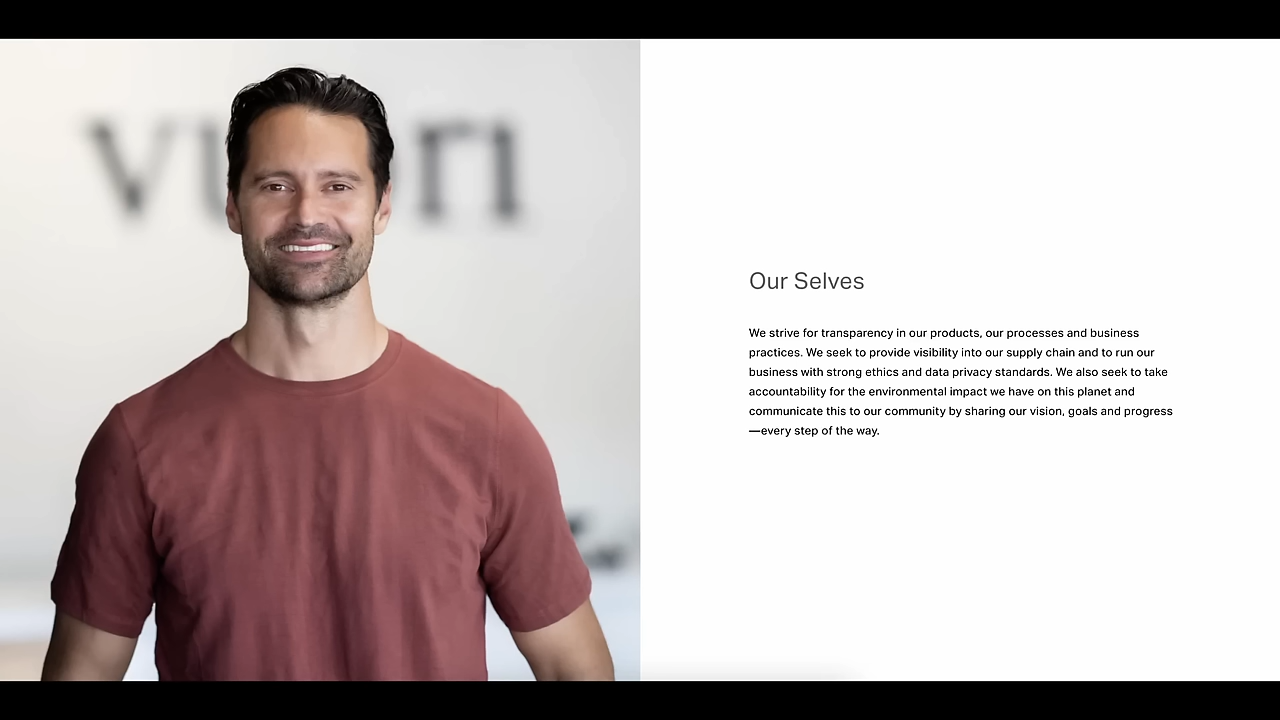 Our Selves
We strive for transparency in our products, our processes and business
practices. We seek to provide visibility into our supply chain and to run our
business with strong ethics and data privacy standards. We also seek to take
accountability for the environmental impact we have on this planet and
communicate this to our community by sharing our vision, goals and progress
—every step of the way.